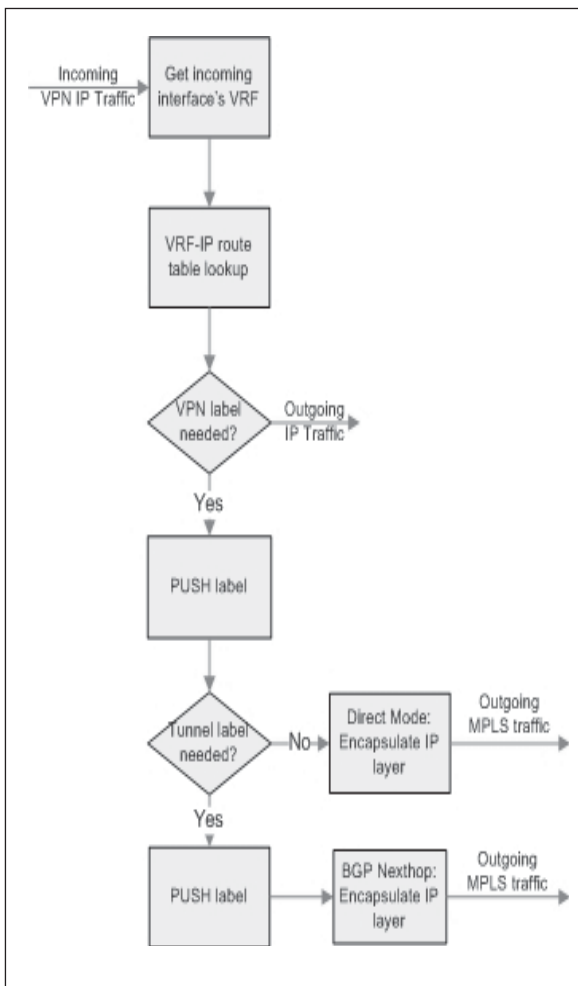 Incoming
VPN IP Traffic
Get incoming
interface's VRF
VRF-IP route
table lookup
VPN label
needed?
Outgoing
IP Traffic
Yes
PUSH label
Tunnel label
needed?
No
Direct Mode:
Encapsulate IP
layer
Outgoing
MPLS traffic
Yes
PUSH label
BGP Nexthop:
Encapsulate IP
layer
Outgoing
MPLS traffic